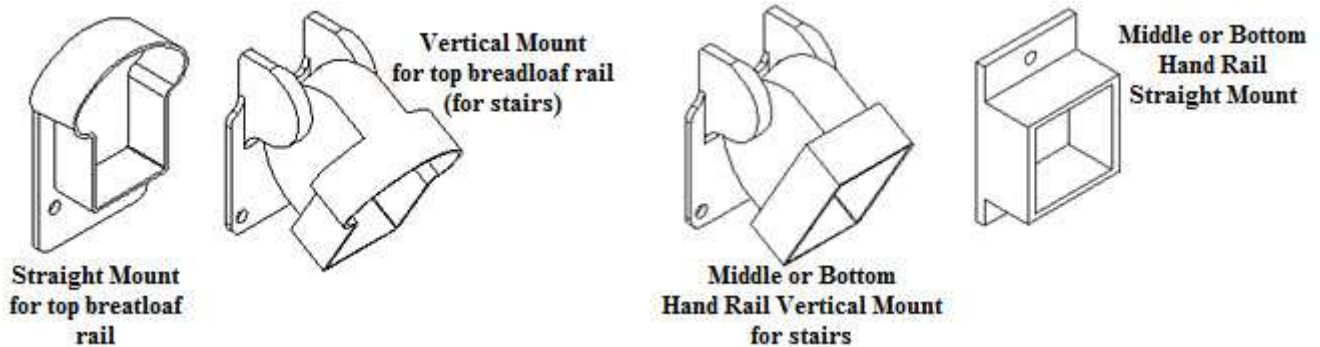 Straight Mount
for top breatloaf
rail
Vertical Mount
for top breadloaf rail
(for stairs)
Middle or Bottom
Hand Rail Vertical Mount
for stairs
Middle or Bottom
Hand Rail
Straight Mount